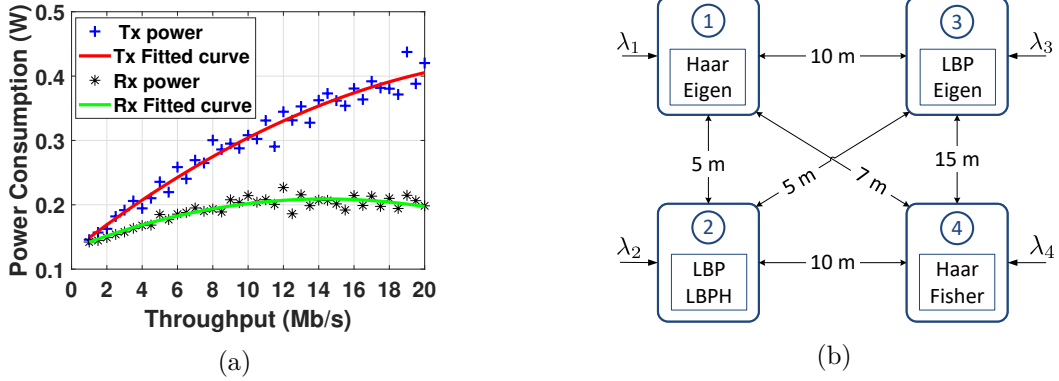 Power Consumption (W)
0.5
0.4
0.3
0.2
0.1
Tx power
Tx Fitted curve
Rx power
Rx Fitted curve
0 2 4 6 8 10 12 14 16 18 20
Throughput (Mb/s)
(a)
λ1
1
Haar
Eigen
10 m
3
LBP
Eigen
λ3
5 m
5 m
7 m
15 m
λ2
2
LBP
LBPH
10 m
4
Haar
Fisher
λ4
(b)